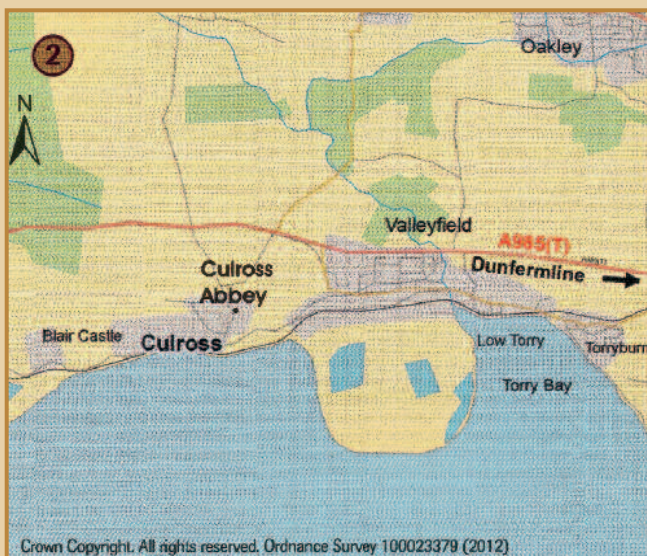 2
Oakley
N
Valleyfield
A985(T)
Dunfermline
Culross
Abbey
Blair Castle
Culross
Low Torry
Torryburn
Torry Bay
Crown Copyright. All rights reserved. Ordnance Survey 100023379 (2012)